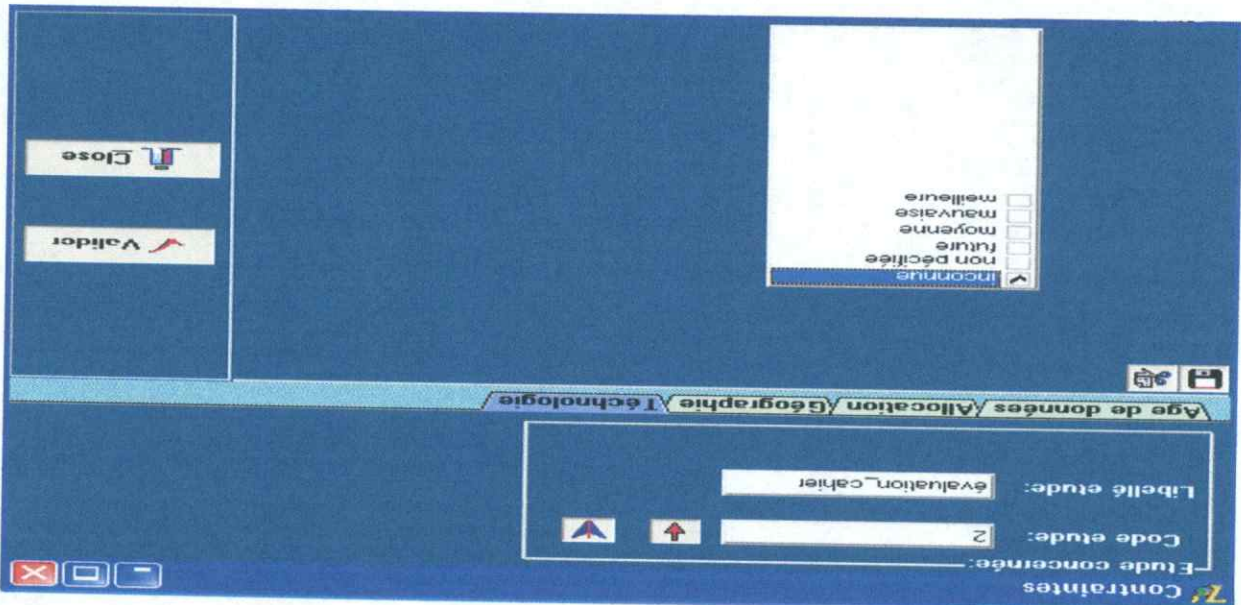 Contraintes
Etude concernée:
Code etude: 2
Libellé etude: évaluation_cahier
Age de données Allocation Géographie Téchnologie
inconnue
non pécifiée
future
moyenne
mauvaise
meilleure
Valider
Close